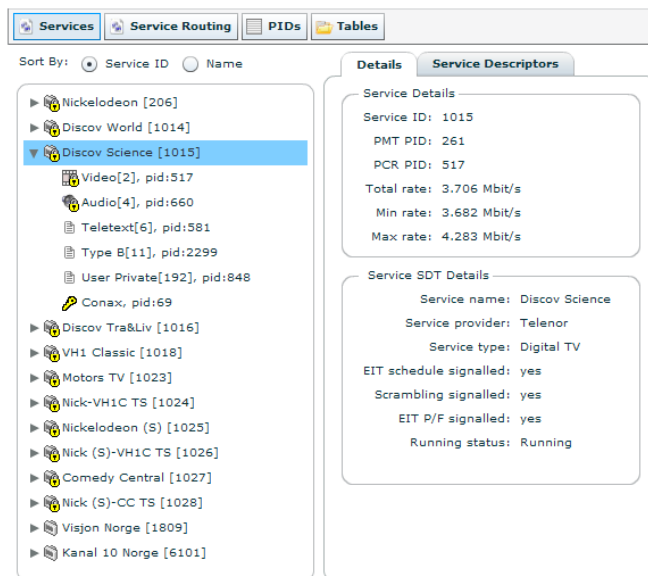 Services Service Routing PIDs Tables
Sort By: Service ID Name
Nickelodeon [206]
Discov World [1014]
Discov Science [1015]
Video[2], pid:517
Audio[4], pid:660
Teletext[6], pid:581
Type B[11], pid:2299
User Private[192], pid:848
Conax, pid:69
Discov Tra&Liv [1016]
VH1 Classic [1018]
Motors TV [1023]
Nick-VH1C TS [1024]
Nickelodeon (S) [1025]
Nick (S)-VH1C TS [1026]
Comedy Central [1027]
Nick (S)-CC TS [1028]
Visjon Norge [1809]
Kanal 10 Norge [6101]
Details Service Descriptors
Service Details
Service ID: 1015
PMT PID: 261
PCR PID: 517
Total rate: 3.706 Mbit/s
Min rate: 3.682 Mbit/s
Max rate: 4.283 Mbit/s
Service SDT Details
Service name: Discov Science
Service provider: Telenor
Service type: Digital TV
EIT schedule signalled: yes
Scrambling signalled: yes
EIT P/F signalled: yes
Running status: Running